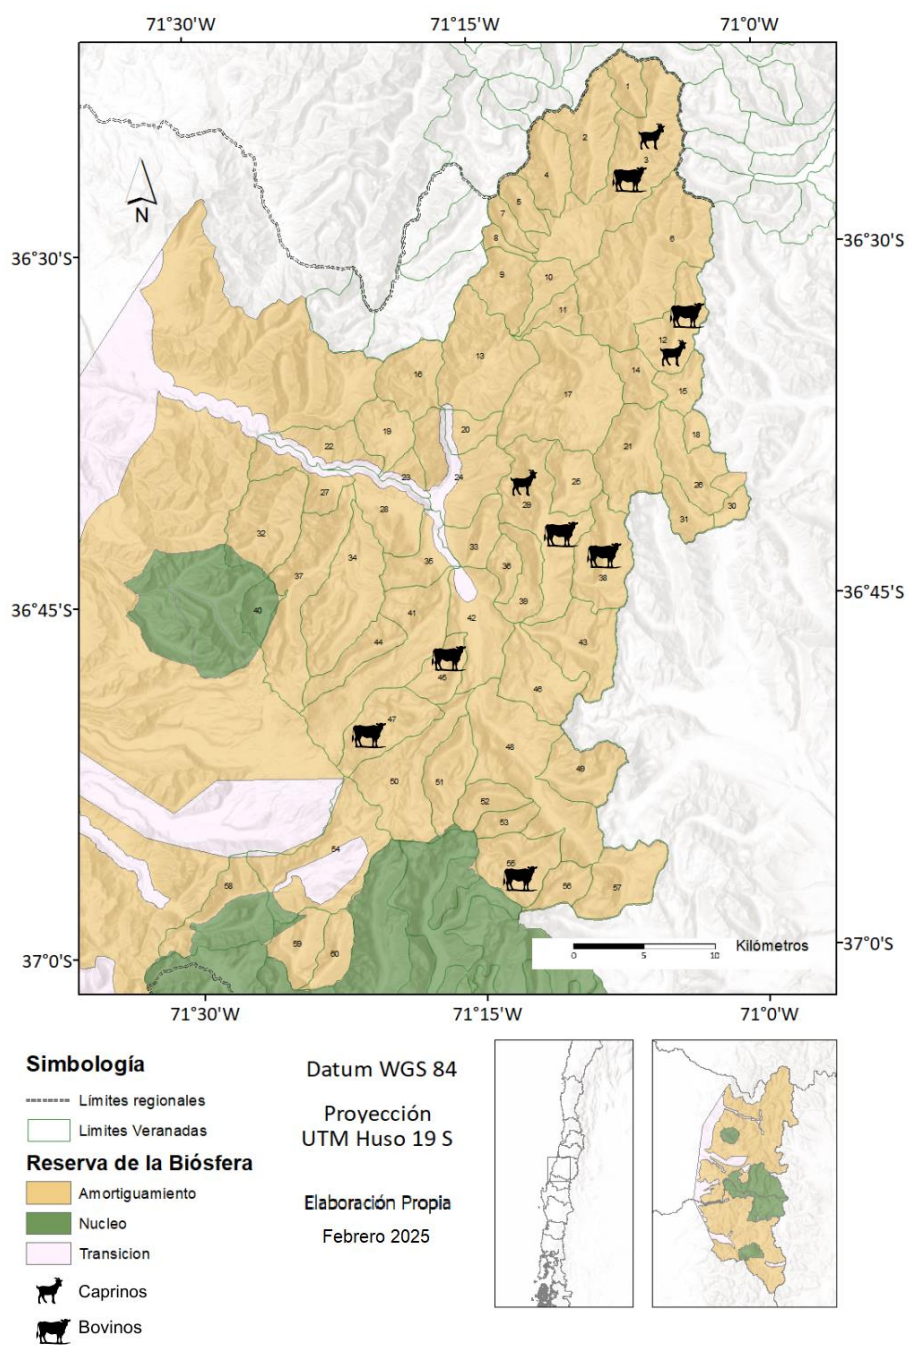 71°30'W 71°15'W 71°0'W
1
2
3
4
5
7
6
8
36°30'S
36°30'S
9
10
11
12
13
14
16
15
17
19
20
18
21
22
23
24
25
26
27
28
29
30
31
32
33
34
35
36
37
38
36°45'S
36°45'S
39
40
41
42
43
44
45
46
47
48
49
50
51
52
53
54
55
56
57
58
59
60
Kilómetros
0 5 10
37°0'S
37°0'S
71°30'W 71°15'W 71°0'W
N
Simbología
Límites regionales
Limites Veranadas
Reserva de la Biósfera
Amortiguamiento
Nucleo
Transicion
Caprinos
Bovinos
Datum WGS 84
Proyección
UTM Huso 19 S
Elaboración Propia
Febrero 2025